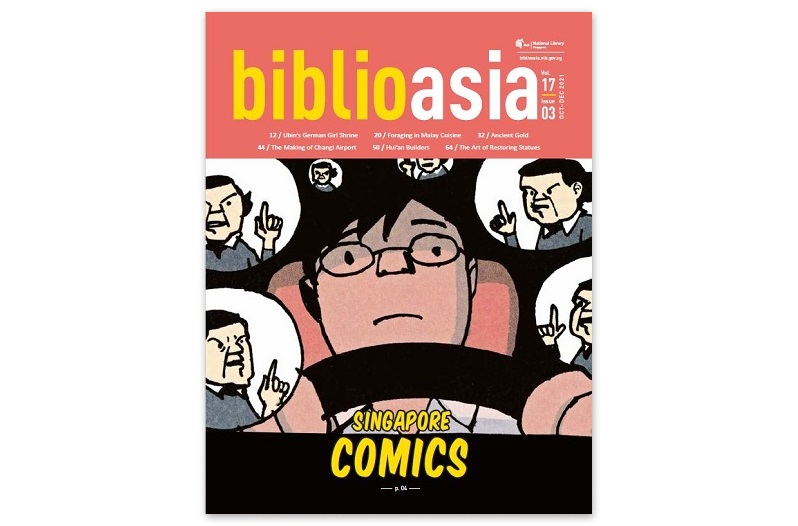 National Library
Singapore
biblioasia.nlb.gov.sg
biblioasia
Vol.
17
Issue
03
OCT–DEC 2021
12 / Ubin's German Girl Shrine 20 / Foraging in Malay Cuisine 32 / Ancient Gold
44 / The Making of Changi Airport 50 / Hui'an Builders 64 / The Art of Restoring Statues
SINGAPORE
COMICS
p. 04